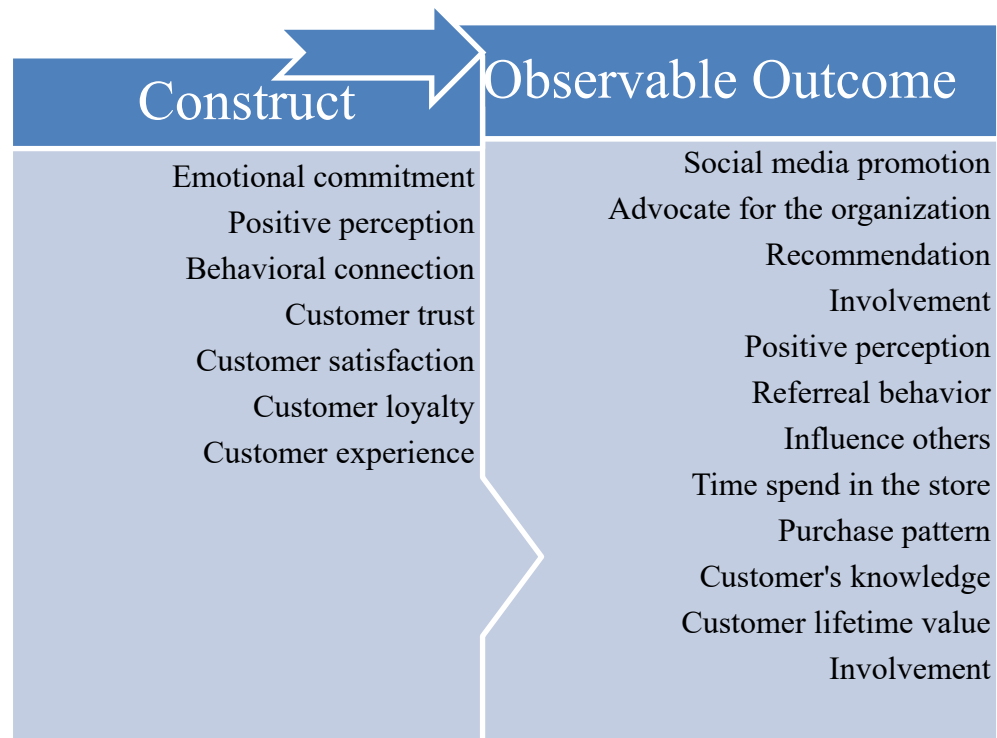 Construct
Emotional commitment
Positive perception
Behavioral connection
Customer trust
Customer satisfaction
Customer loyalty
Customer experience
Observable Outcome
Social media promotion
Advocate for the organization
Recommendation
Involvement
Positive perception
Referreal behavior
Influence others
Time spend in the store
Purchase pattern
Customer's knowledge
Customer lifetime value
Involvement